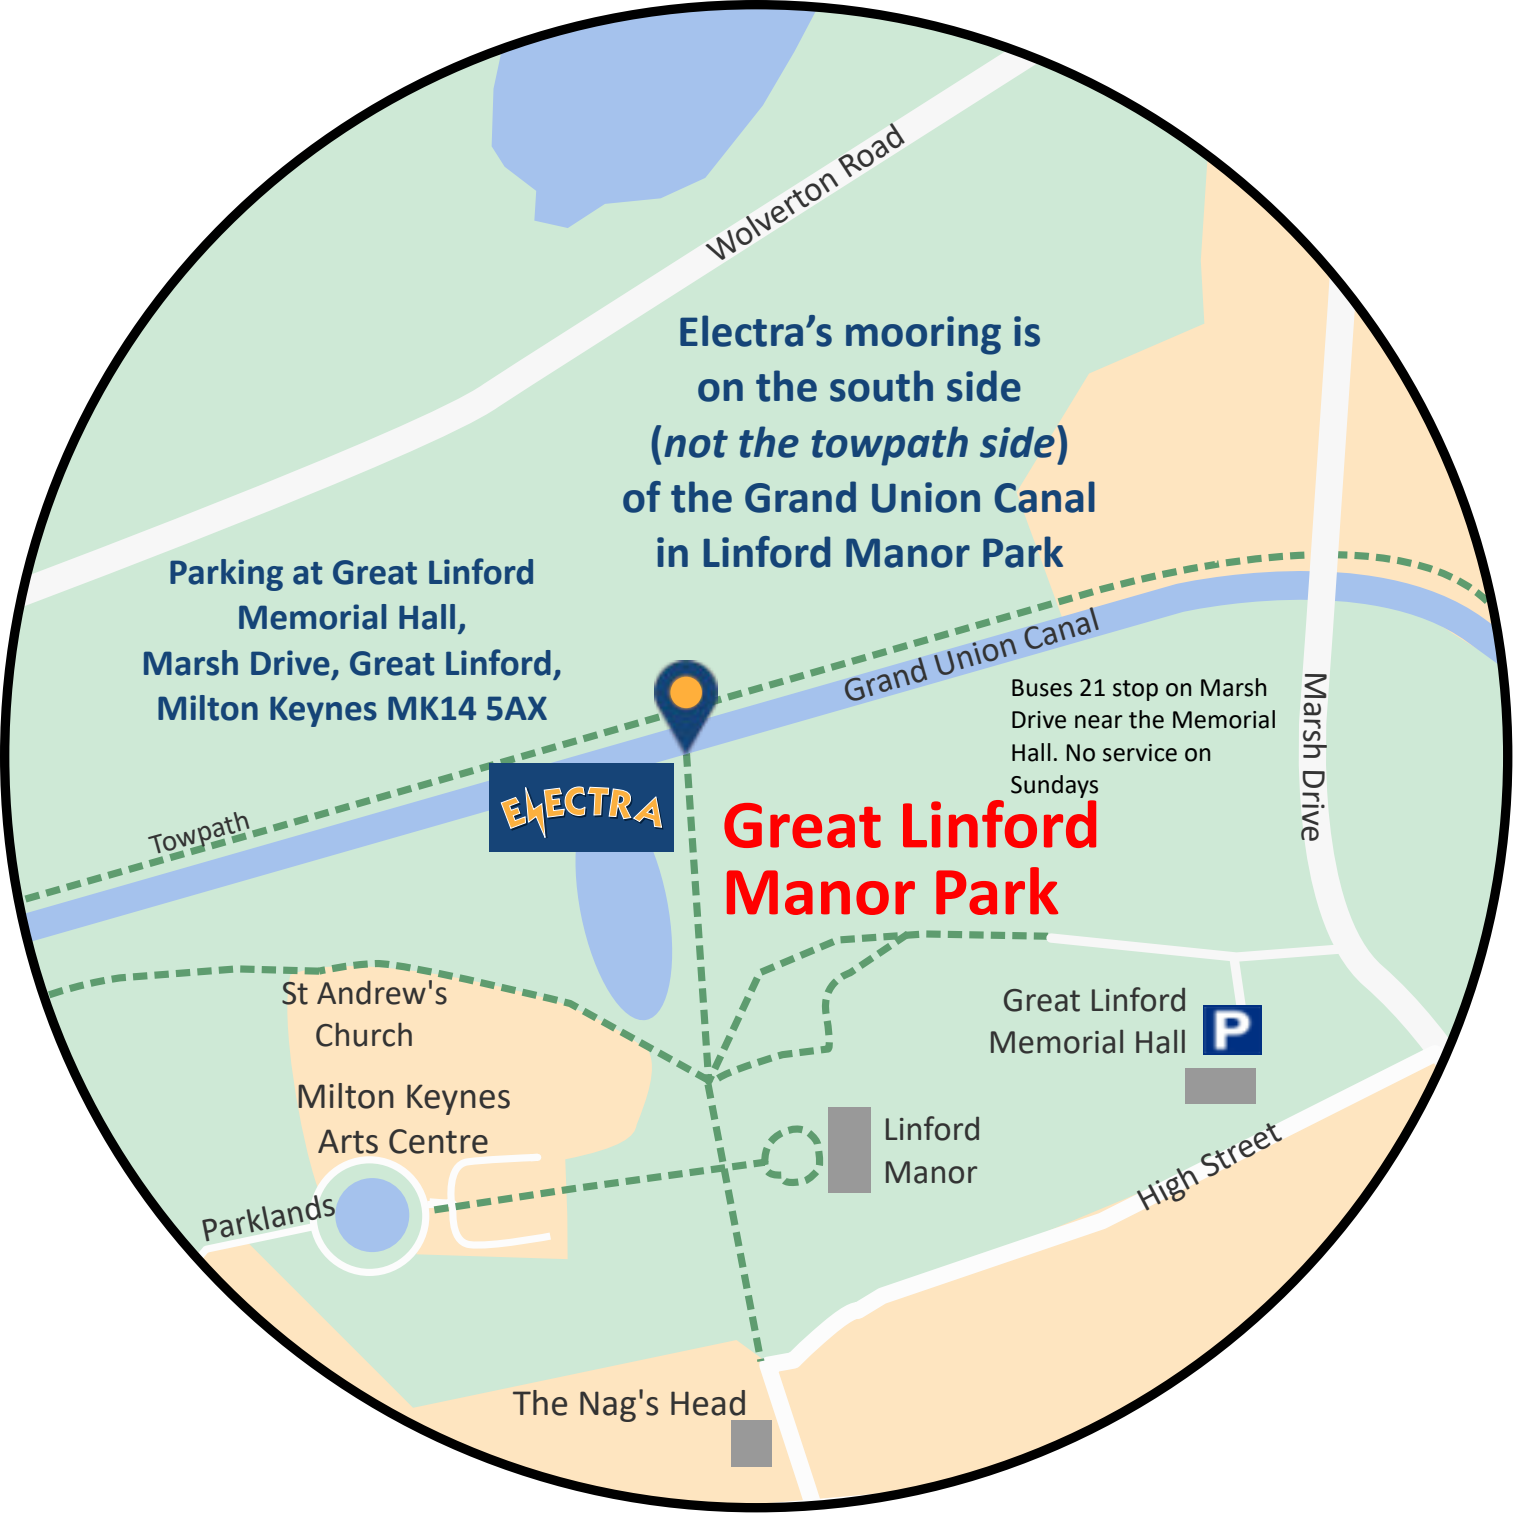 Wolverton Road
Electra’s mooring is
on the south side
(not the towpath side)
of the Grand Union Canal
in Linford Manor Park
Parking at Great Linford
Memorial Hall,
Marsh Drive, Great Linford,
Milton Keynes MK14 5AX
Grand Union Canal
Buses 21 stop on Marsh
Drive near the Memorial
Hall. No service on
Sundays
Marsh Drive
Towpath
ELECTRA
Great Linford
Manor Park
St Andrew's
Church
Great Linford
Memorial Hall
P
Milton Keynes
Arts Centre
Linford
Manor
High Street
Parklands
The Nag's Head